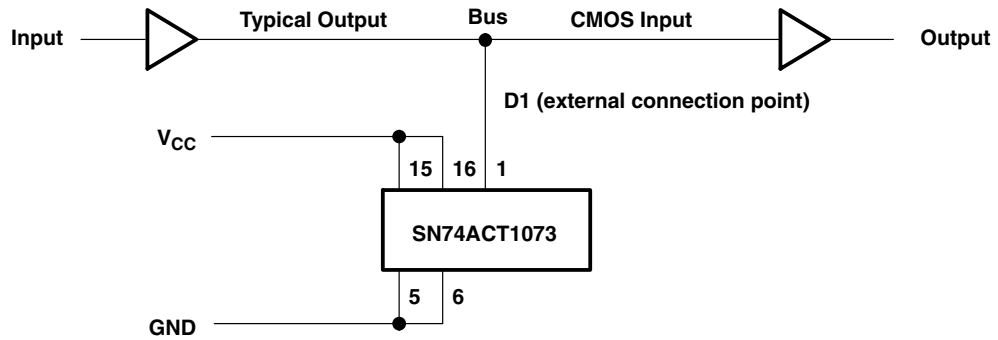 Input
Typical Output
Bus
CMOS Input
Output
D1 (external connection point)
VCC
15
16
1
SN74ACT1073
5
6
GND